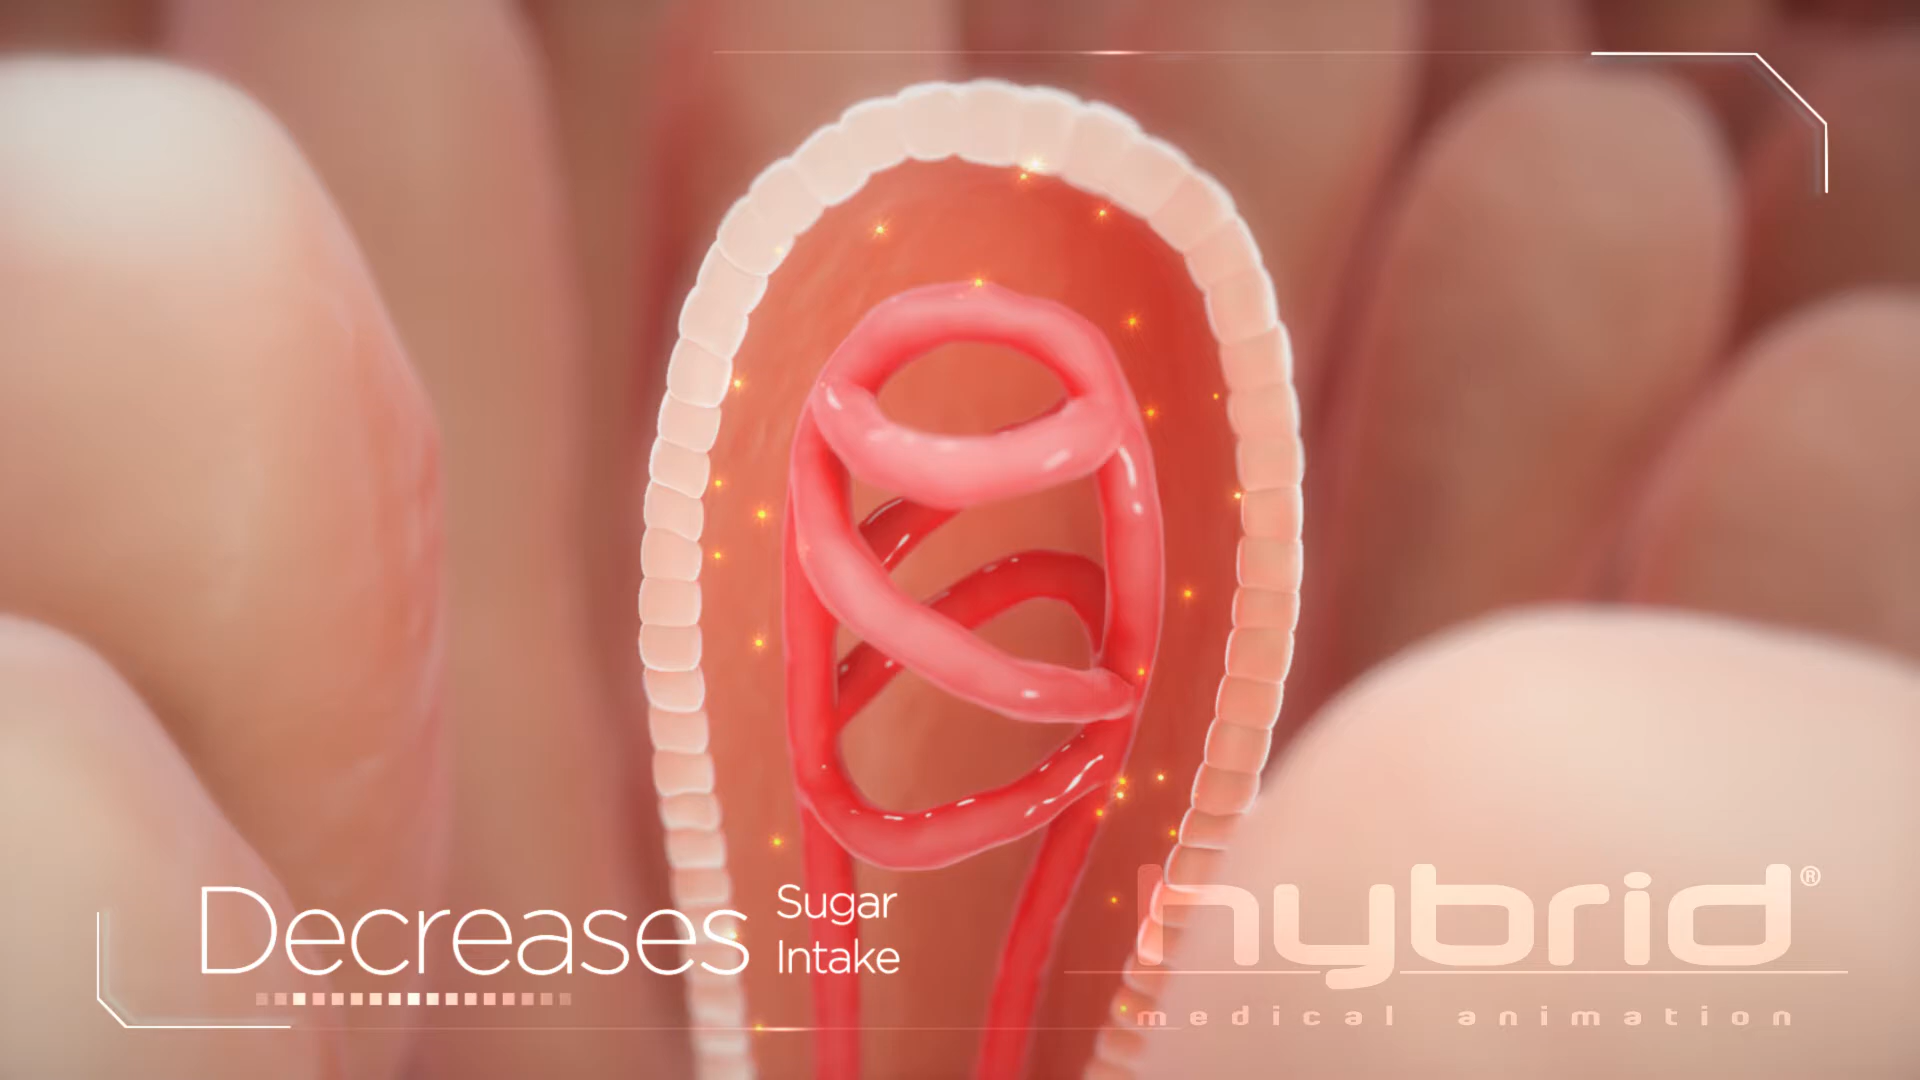 Decreases
Sugar
Intake
hybrid®
medical animation